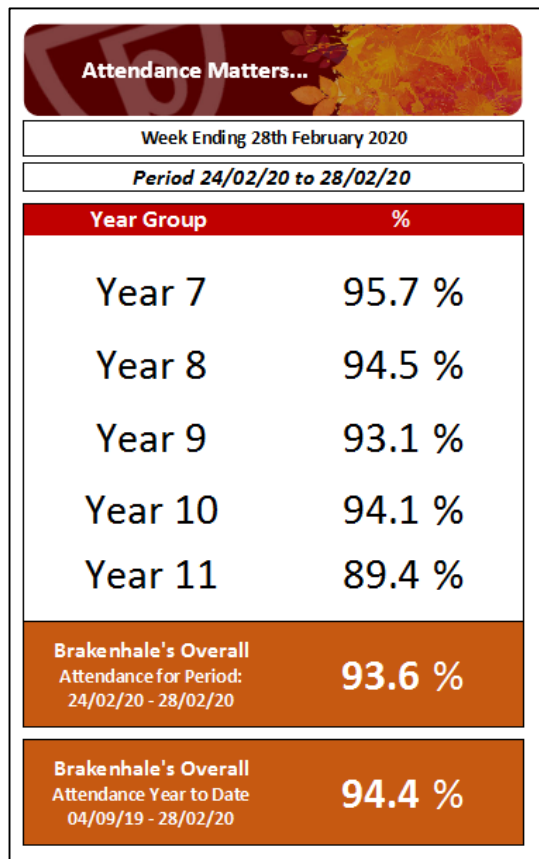 Attendance Matters...
Week Ending 28th February 2020
Period 24/02/20 to 28/02/20
Year Group %
Year 7 95.7 %
Year 8 94.5 %
Year 9 93.1 %
Year 10 94.1 %
Year 11 89.4 %
Brakenhale's Overall
Attendance for Period:
24/02/20 - 28/02/20
93.6 %
Brakenhale's Overall
Attendance Year to Date
04/09/19 - 28/02/20
94.4 %